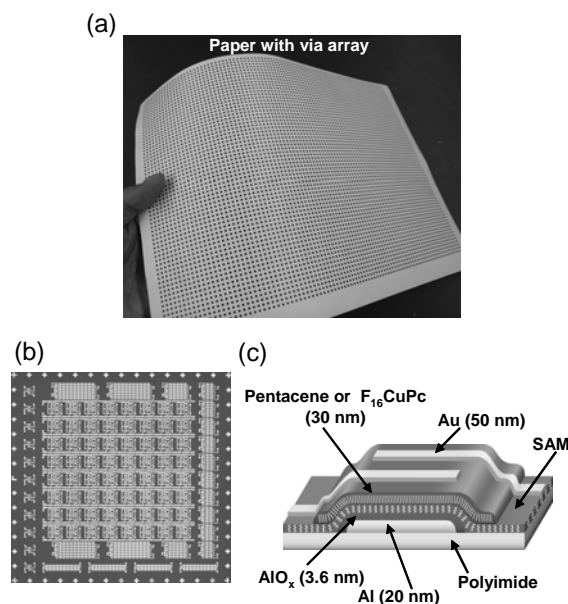 (a)
Paper with via array
(b)
(c)
Pentacene or F₁₆CuPc
(30 nm)
Au (50 nm)
SAM
AlOₓ (3.6 nm)
Al (20 nm)
Polyimide